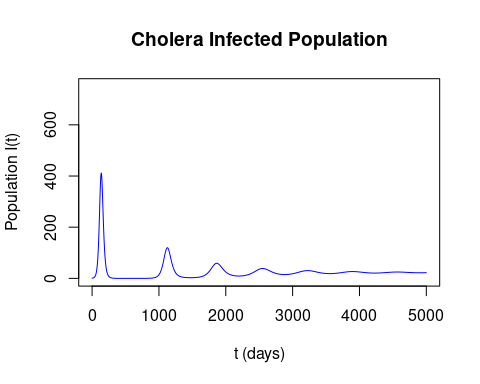 Cholera Infected Population
Population I(t)
600
400
200
0
0 1000 2000 3000 4000 5000
t (days)